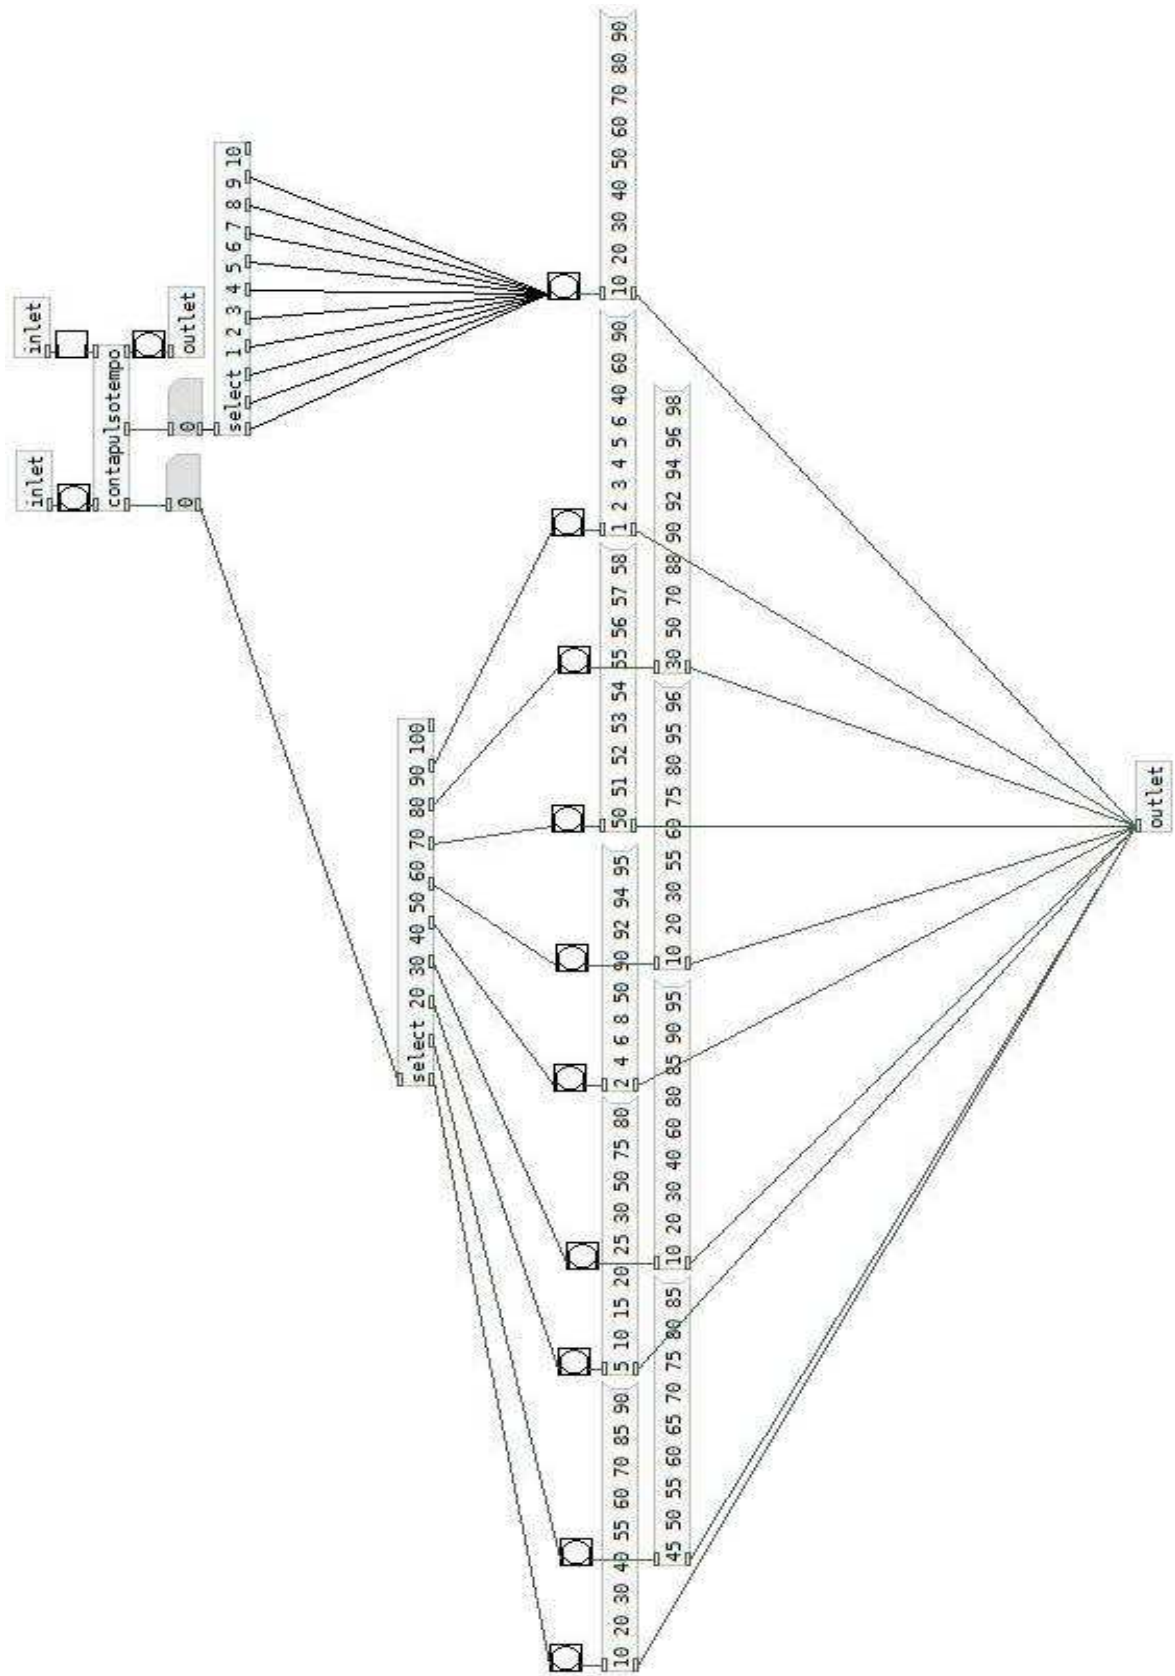 inlet
inlet
contapulsotempo
0
0
outlet
select 1 2 3 4 5 6 7 8 9 10
select 20 30 40 50 60 70 80 90 100
10 20 30 40 55 60 70 85 90
5 10 15 20 25 30 50 75 80
2 4 6 8 50 90 92 94 95
50 51 52 53 54 55 56 57 58
1 2 3 4 5 6 40 60 90
10 20 30 40 50 60 70 80 90
45 50 55 60 65 70 75 80 85
10 20 30 40 60 80 85 90 95
10 20 30 55 60 75 80 95 96
30 50 70 88 90 92 94 96 98
outlet